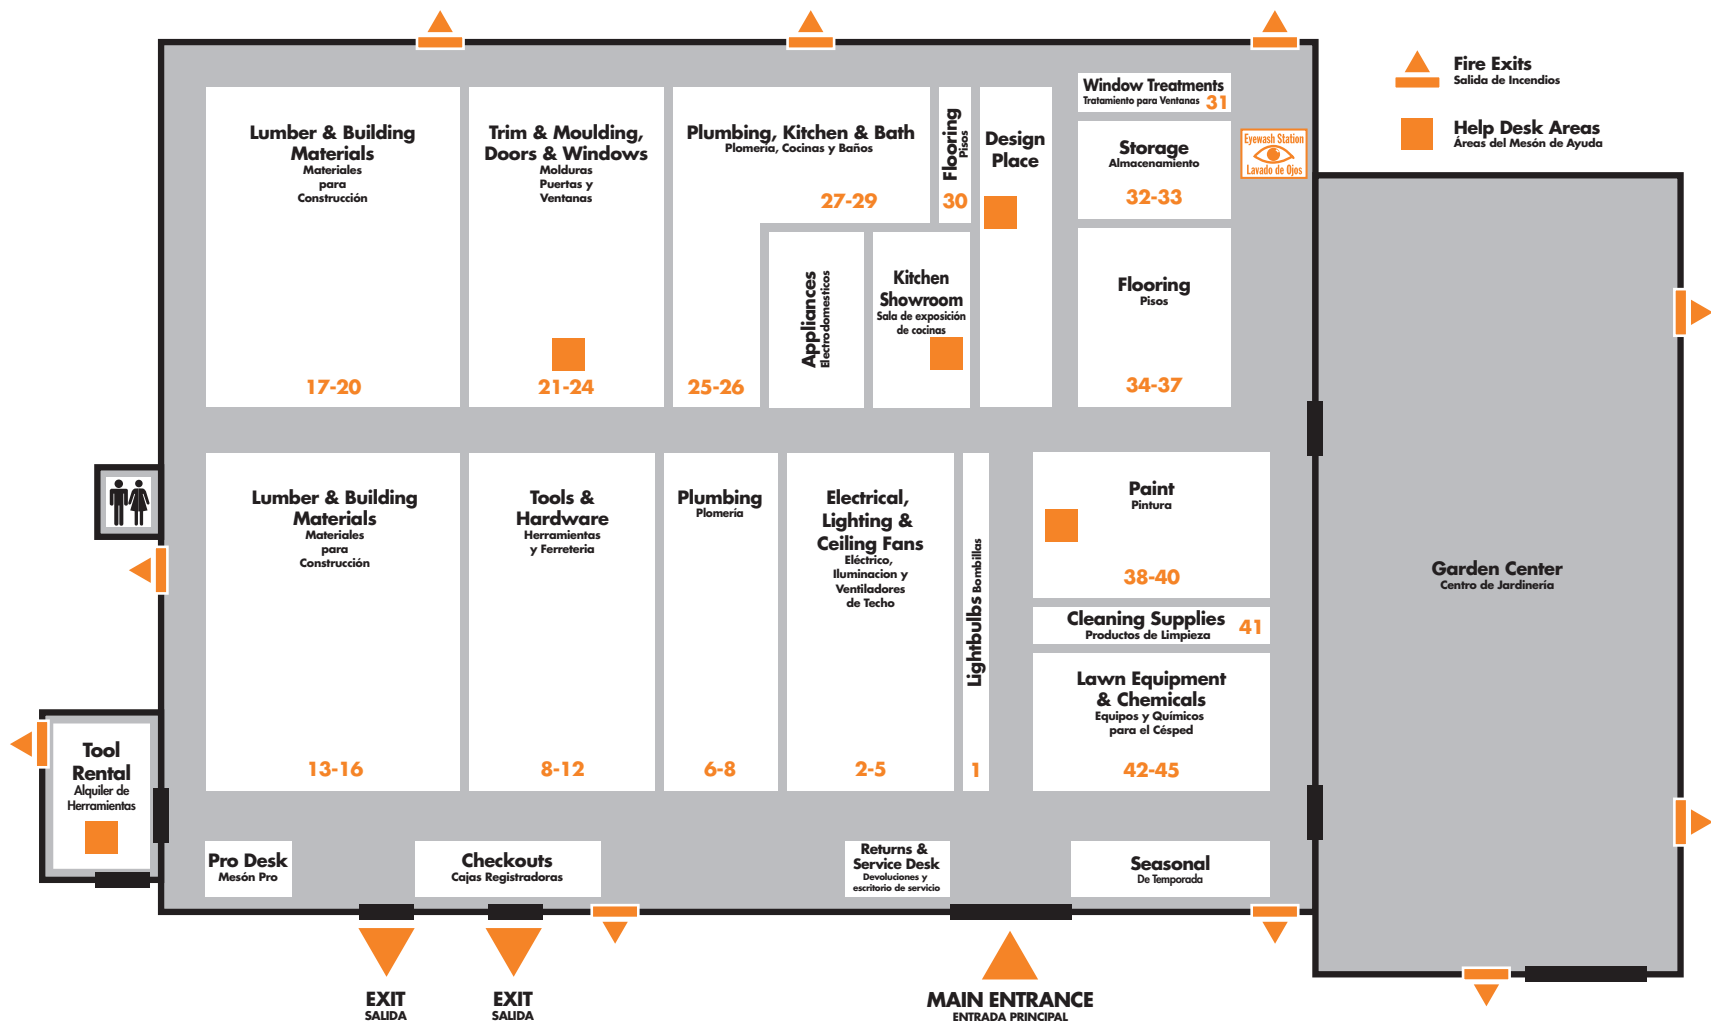 Fire Exits
Salida de Incendios
Help Desk Areas
Áreas del Mesón de Ayuda
Lumber & Building
Materials
Materiales
para
Construcción
17-20
Trim & Moulding,
Doors & Windows
Molduras
Puertas y
Ventanas
21-24
Plumbing, Kitchen & Bath
Plomería, Cocinas y Baños
27-29
25-26
Flooring
Pisos
30
Design
Place
Appliances
Electrodomesticos
Kitchen
Showroom
Sala de exposición
de cocinas
Window Treatments
Tratamiento para Ventanas 31
Storage
Almacenamiento
32-33
Eyewash Station
Lavado de Ojos
Flooring
Pisos
34-37
Lumber & Building
Materials
Materiales
para
Construcción
13-16
Tools &
Hardware
Herramientas
y Ferreteria
8-12
Plumbing
Plomería
6-8
Electrical,
Lighting &
Ceiling Fans
Eléctrico,
Iluminacion y
Ventiladores
de Techo
2-5
Lightbulbs Bombillas
1
Paint
Pintura
38-40
Cleaning Supplies
Productos de Limpieza
41
Lawn Equipment
& Chemicals
Equipos y Químicos
para el Césped
42-45
Garden Center
Centro de Jardinería
Tool
Rental
Alquiler de
Herramientas
Pro Desk
Mesón Pro
Checkouts
Cajas Registradoras
Returns &
Service Desk
Devoluciones y
escritorio de servicio
Seasonal
De Temporada
EXIT
SALIDA
EXIT
SALIDA
MAIN ENTRANCE
ENTRADA PRINCIPAL